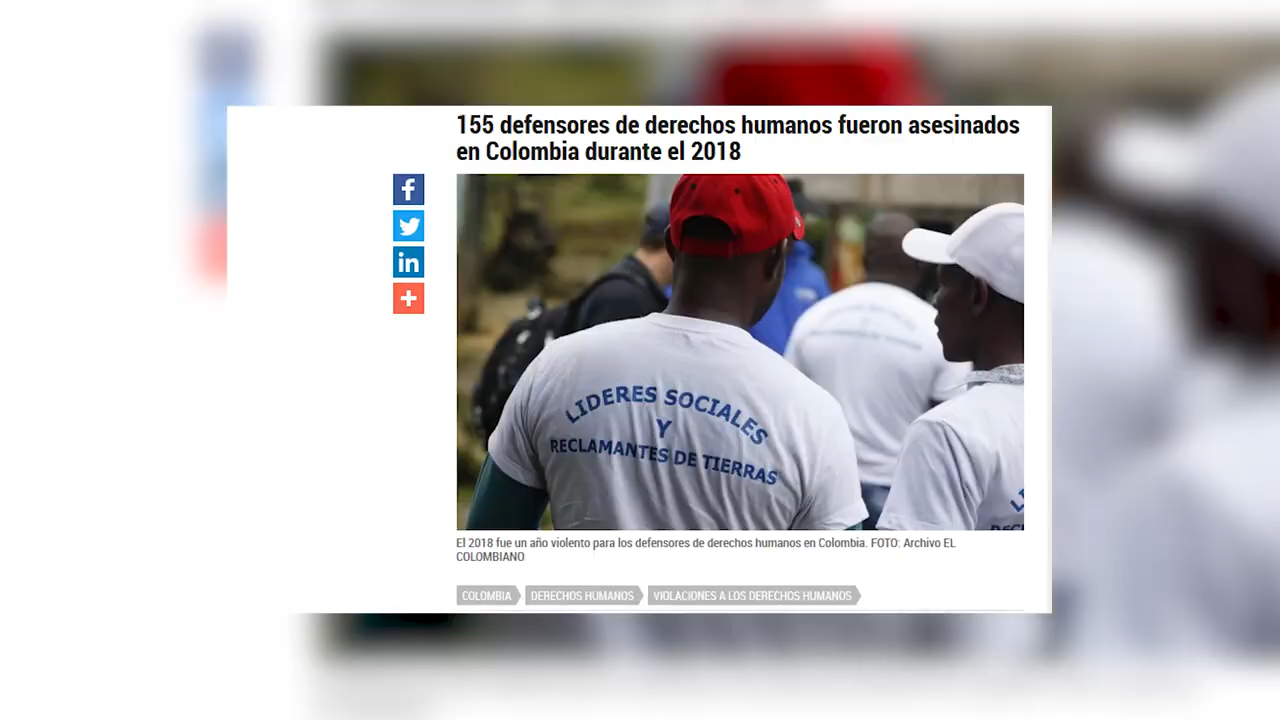 155 defensores de derechos humanos fueron asesinados
en Colombia durante el 2018
f
in
+
LIDERES SOCIALES
Y
RECLAMANTES DE TIERRAS
El 2018 fue un año violento para los defensores de derechos humanos en Colombia. FOTO: Archivo EL
COLOMBIANO
COLOMBIA
DERECHOS HUMANOS
VIOLACIONES A LOS DERECHOS HUMANOS